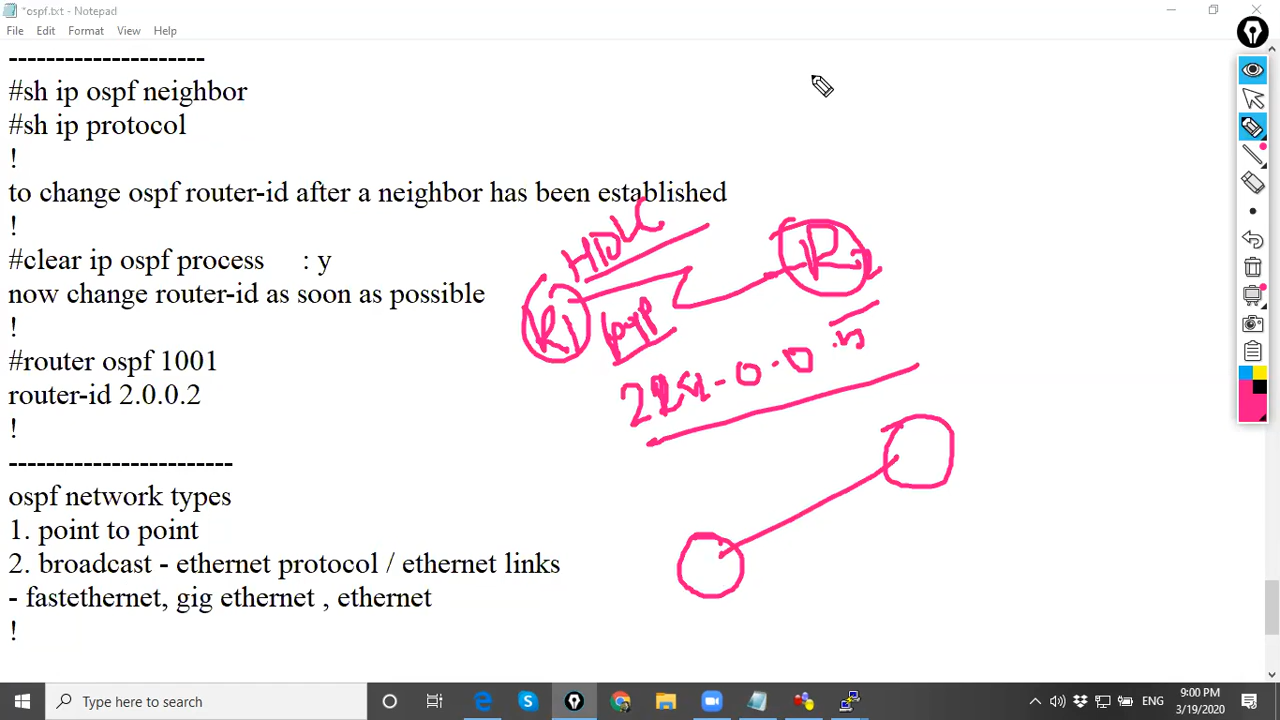 *ospf.txt - Notepad
File Edit Format View Help
---------------------
#sh ip ospf neighbor
#sh ip protocol
!
to change ospf router-id after a neighbor has been established
!
#clear ip ospf process : y
now change router-id as soon as possible
!
#router ospf 1001
router-id 2.0.0.2
!
------------------------
ospf network types
1. point to point
2. broadcast - ethernet protocol / ethernet links
- fastethernet, gig ethernet , ethernet
!
HDLC
R1
PPP
R2
224.0.0.5
Type here to search
ENG
9:00 PM
3/19/2020